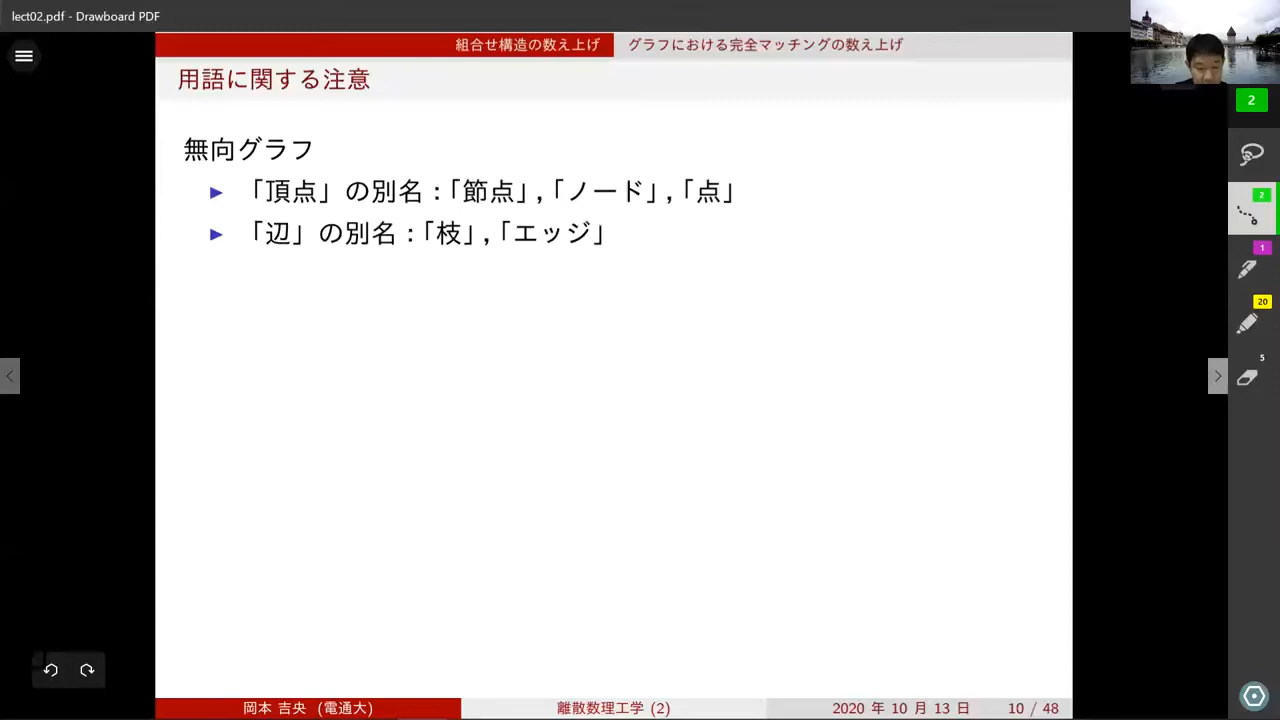 lect02.pdf - Drawboard PDF
組合せ構造の数え上げ グラフにおける完全マッチングの数え上げ
用語に関する注意
2
無向グラフ
▶ 「頂点」の別名:「節点」,「ノード」,「点」
2
▶ 「辺」の別名:「枝」,「エッジ」
1
20
5
岡本 吉央 (電通大) 離散数理工学 (2) 2020 年 10 月 13 日 10 / 48